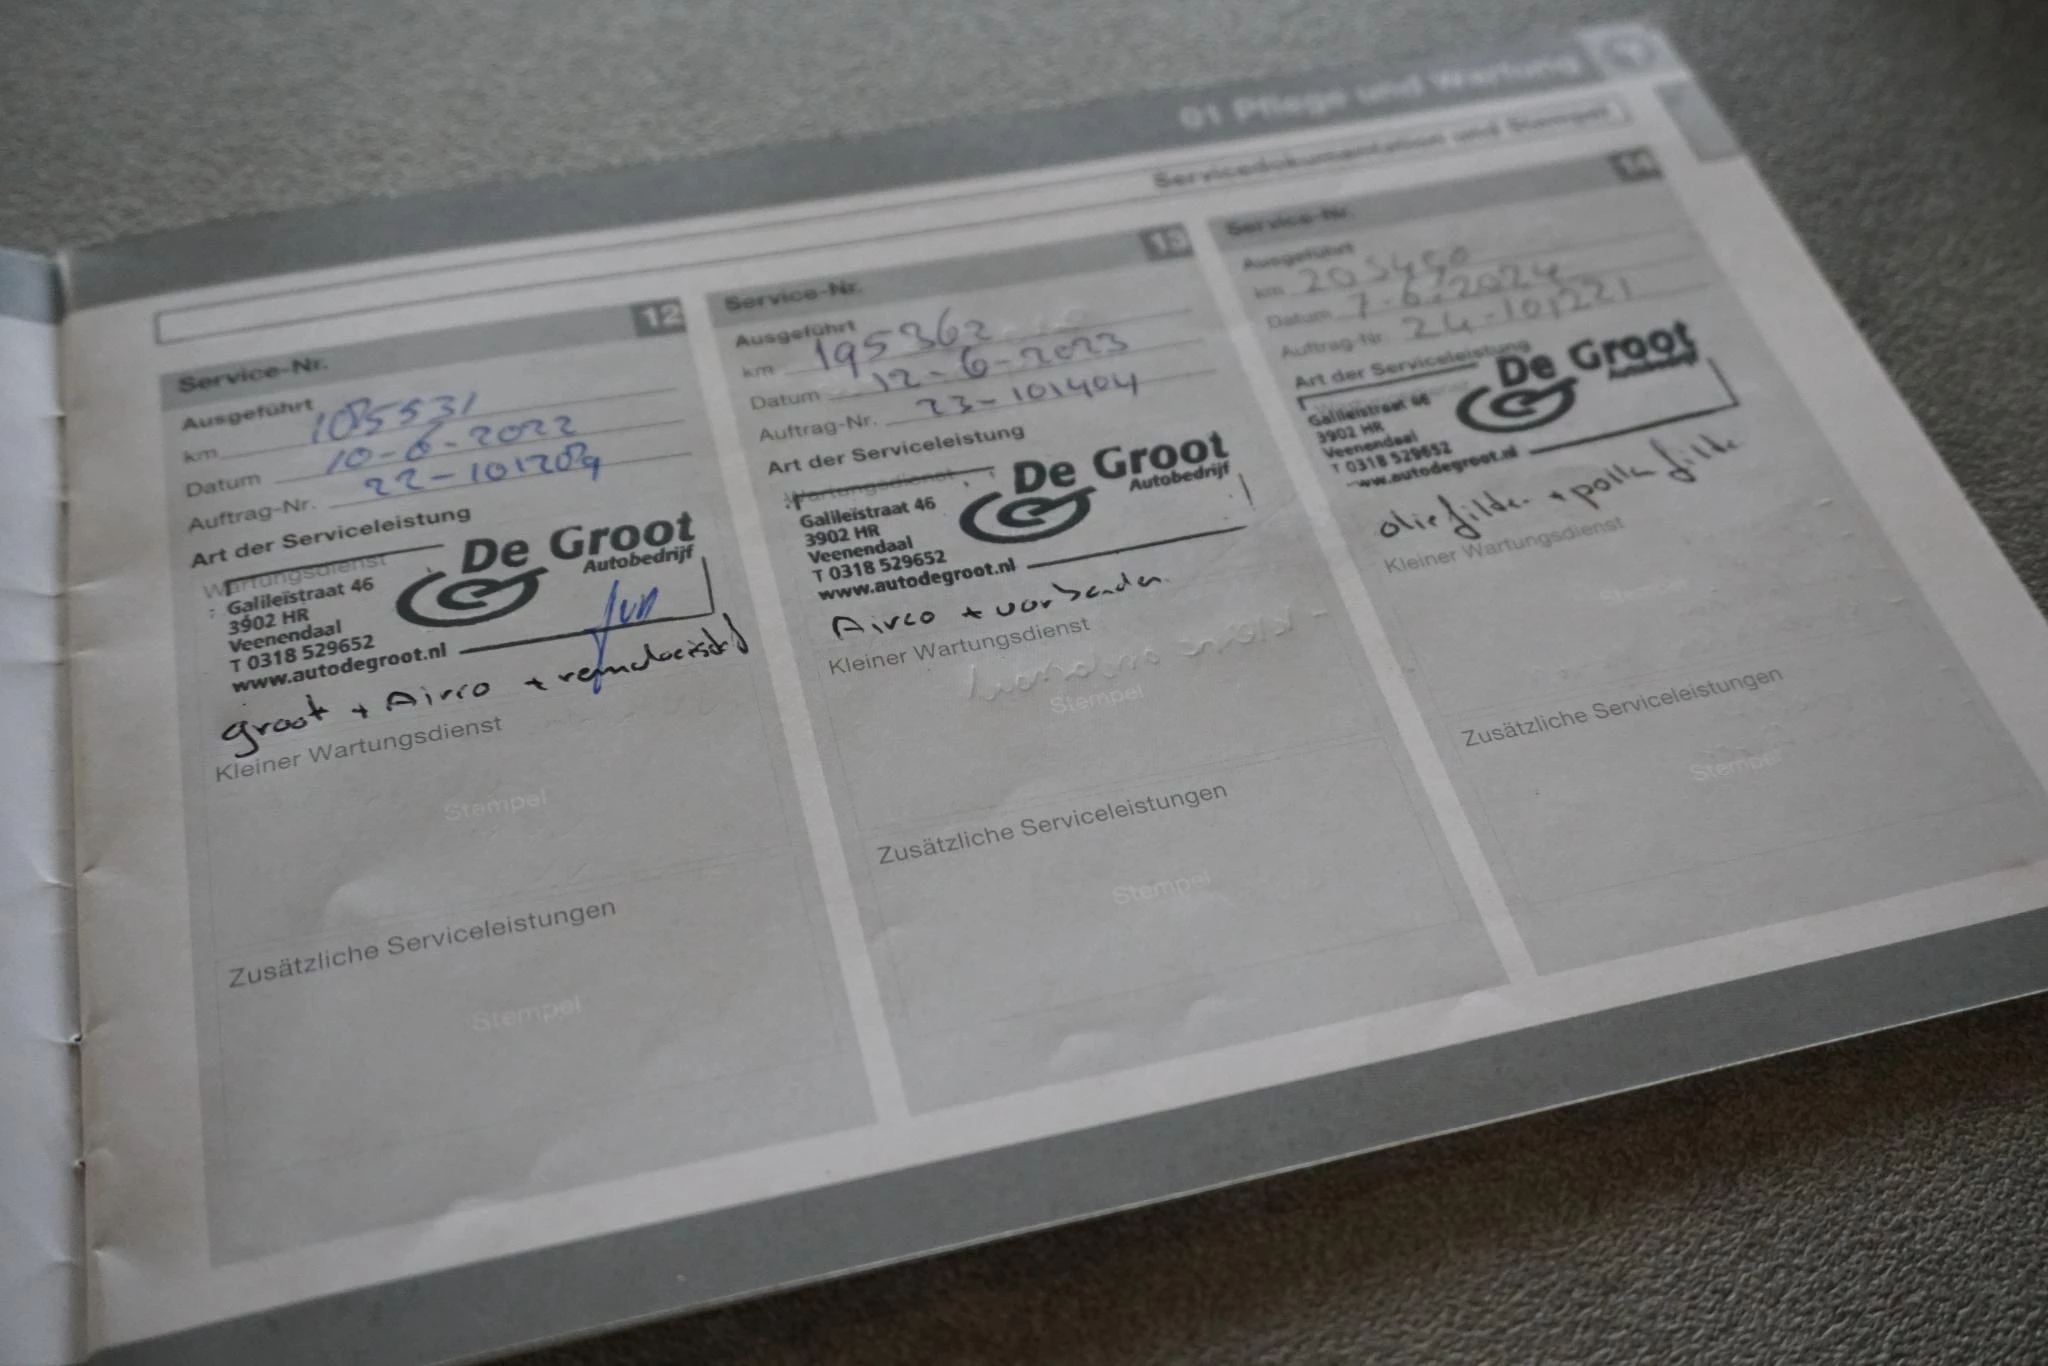 01 Pflege und Wartung
Servicedokumentation und Stempel
Service-Nr. 12
Ausgeführt
km 185531
Datum 10-6-2022
Auftrag-Nr. 22-101209
Art der Serviceleistung
Wartungsdienst
De Groot
Autobedrijf
Galileïstraat 46
3902 HR
Veenendaal
T 0318 529652
www.autodegroot.nl
groot + Airco + remvloeistof
Kleiner Wartungsdienst
Stempel
Zusätzliche Serviceleistungen
Stempel
Service-Nr. 13
Ausgeführt
km 195362
Datum 12-6-2023
Auftrag-Nr. 23-101404
Art der Serviceleistung
Wartungsdienst
De Groot
Autobedrijf
Galileïstraat 46
3902 HR
Veenendaal
T 0318 529652
www.autodegroot.nl
Airco + voorbanden
Kleiner Wartungsdienst
Stempel
Zusätzliche Serviceleistungen
Stempel
Service-Nr. 14
Ausgeführt
km 205450
Datum 7-6-2024
Auftrag-Nr. 24-101221
Art der Serviceleistung
De Groot
Autobedrijf
Galileïstraat 46
3902 HR
Veenendaal
T 0318 529652
www.autodegroot.nl
oliefilter + pollenfilter
Kleiner Wartungsdienst
Stempel
Zusätzliche Serviceleistungen
Stempel